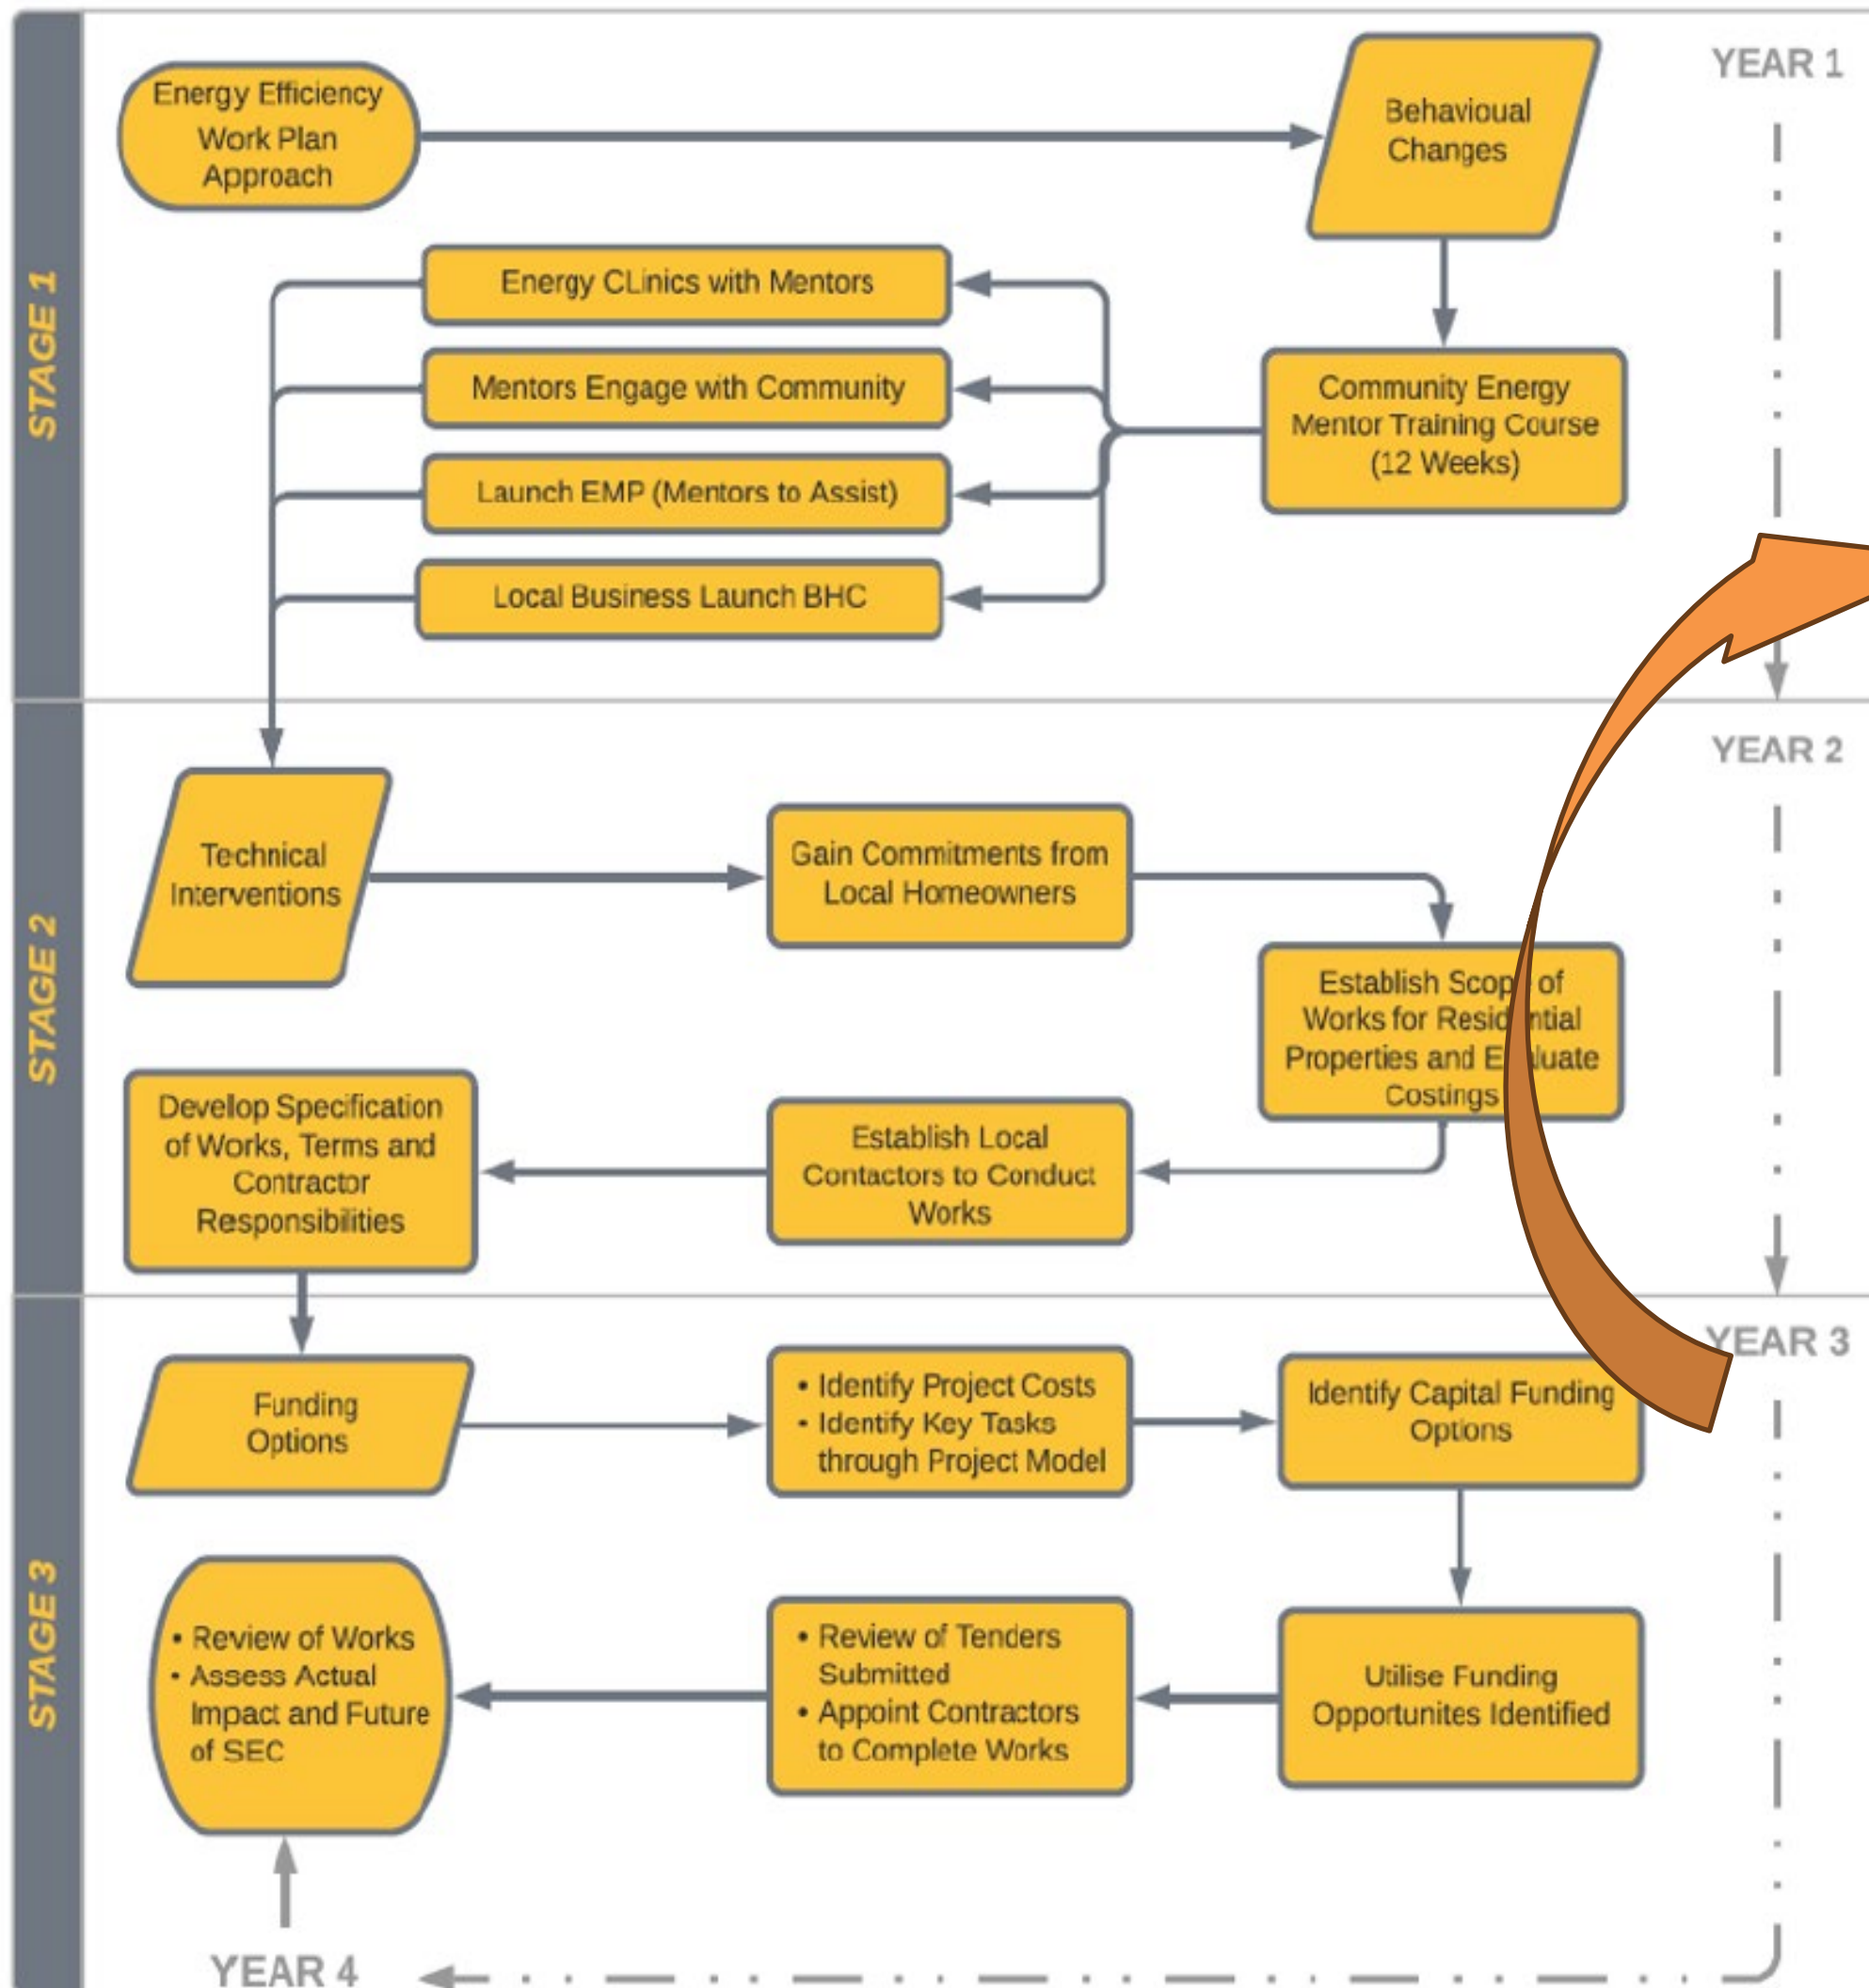 STAGE 1
YEAR 1
Energy Efficiency
Work Plan
Approach
Behavioual
Changes
Energy CLinics with Mentors
Mentors Engage with Community
Launch EMP (Mentors to Assist)
Local Business Launch BHC
Community Energy
Mentor Training Course
(12 Weeks)
STAGE 2
YEAR 2
Technical
Interventions
Gain Commitments from
Local Homeowners
Establish Scope of
Works for Residential
Properties and Evaluate
Costings
Establish Local
Contactors to Conduct
Works
Devellop Specification
of Works, Terms and
Contractor
Responsibilities
STAGE 3
YEAR 3
Funding
Options
• Identify Project Costs
• Identify Key Tasks
through Project Model
Identify Capital Funding
Options
Utilise Funding
Opportunites Identified
• Review of Tenders
Submitted
• Appoint Contractors
to Complete Works
• Review of Works
• Assess Actual
Impact and Future
of SEC
YEAR 4